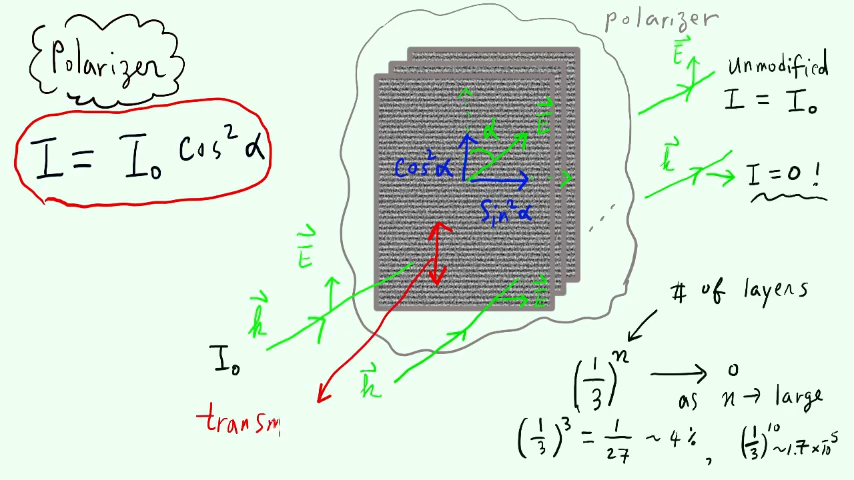 Polarizer
I = I₀ cos²α
polarizer
E⃗
unmodified
I = I₀
k⃗
I = 0 !
α
E⃗
Cos²α
Sin²α
E⃗
k⃗
I₀
k⃗
E⃗
transm
# of layers
(1/3)ⁿ → 0
as n → large
(1/3)³ = 1/27 ~ 4%, (1/3)¹⁰ ~1.7×10⁻⁵